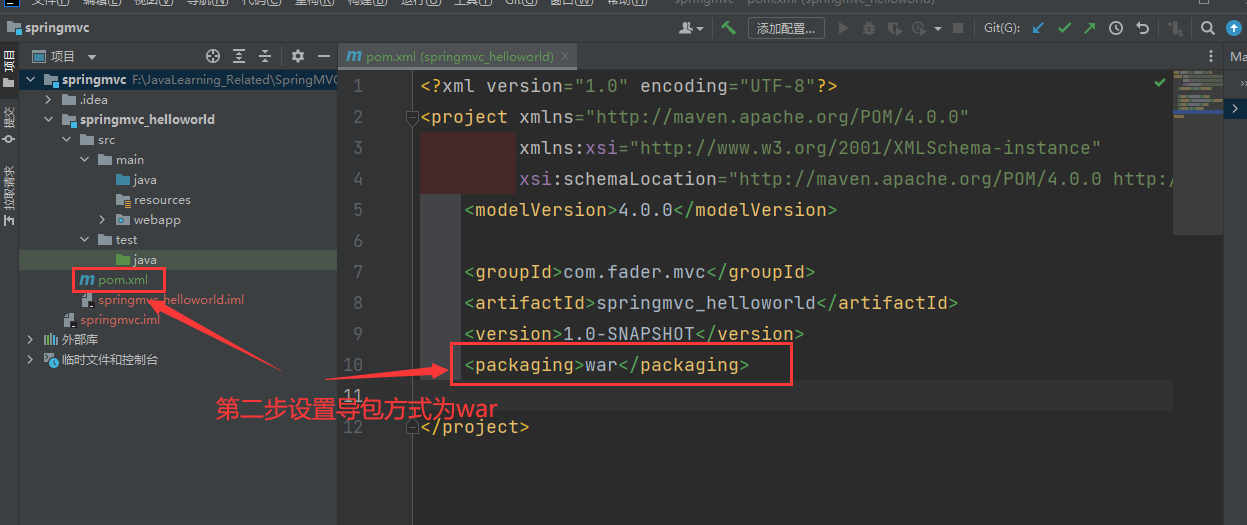 springmvc
添加配置...
Git(G):
项目
pom.xml (springmvc_helloworld)
项目
提交
拉取请求
springmvc F:\JavaLearning_Related\SpringMVC
.idea
springmvc_helloworld
src
main
java
resources
webapp
test
java
pom.xml
springmvc_helloworld.iml
springmvc.iml
外部库
临时文件和控制台
1 <?xml version="1.0" encoding="UTF-8"?>
2 <project xmlns="http://maven.apache.org/POM/4.0.0"
3 xmlns:xsi="http://www.w3.org/2001/XMLSchema-instance"
4 xsi:schemaLocation="http://maven.apache.org/POM/4.0.0 http:/
5 <modelVersion>4.0.0</modelVersion>
6
7 <groupId>com.fader.mvc</groupId>
8 <artifactId>springmvc_helloworld</artifactId>
9 <version>1.0-SNAPSHOT</version>
10 <packaging>war</packaging>
11
12 </project>
第二步设置导包方式为war
Ma